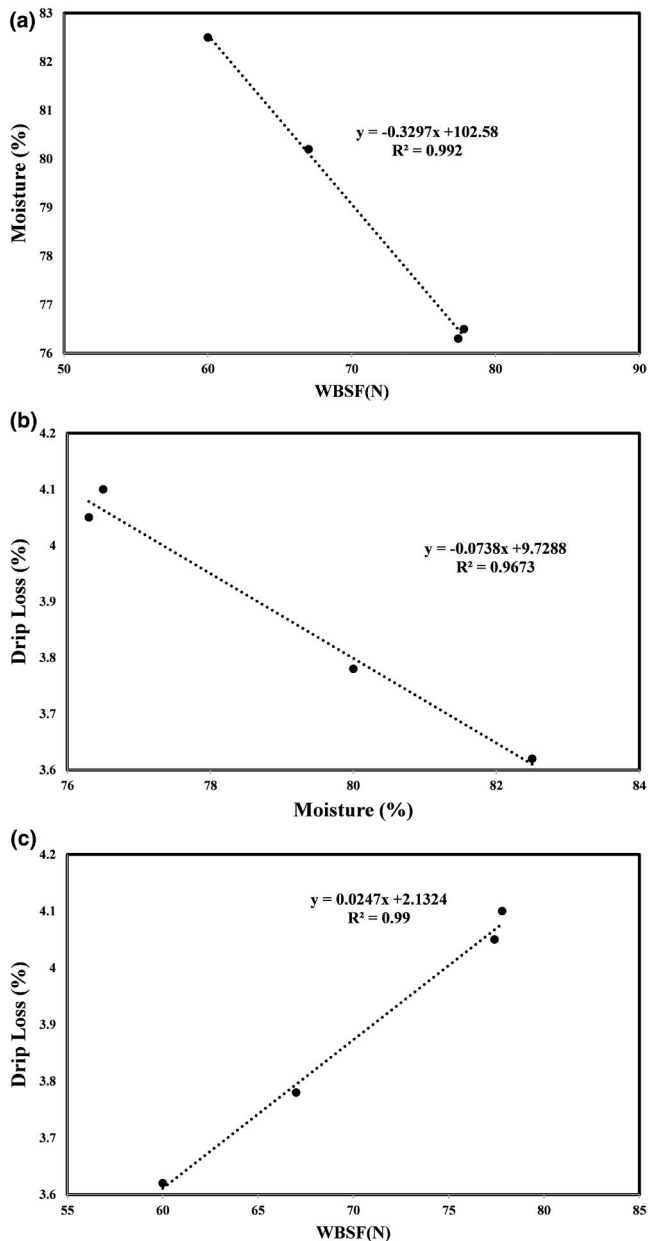 (a)
83
82
81
80
79
78
77
76
Moisture (%)
y = -0.3297x +102.58
R² = 0.992
50 60 70 80 90
WBSF(N)
(b)
4.2
4.1
4
3.9
3.8
3.7
3.6
Drip Loss (%)
y = -0.0738x +9.7288
R² = 0.9673
76 78 80 82 84
Moisture (%)
(c)
4.2
4.1
4
3.9
3.8
3.7
3.6
Drip Loss (%)
y = 0.0247x +2.1324
R² = 0.99
55 60 65 70 75 80 85
WBSF(N)